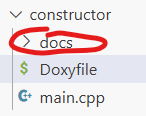 constructor
docs
$ Doxyfile
main.cpp